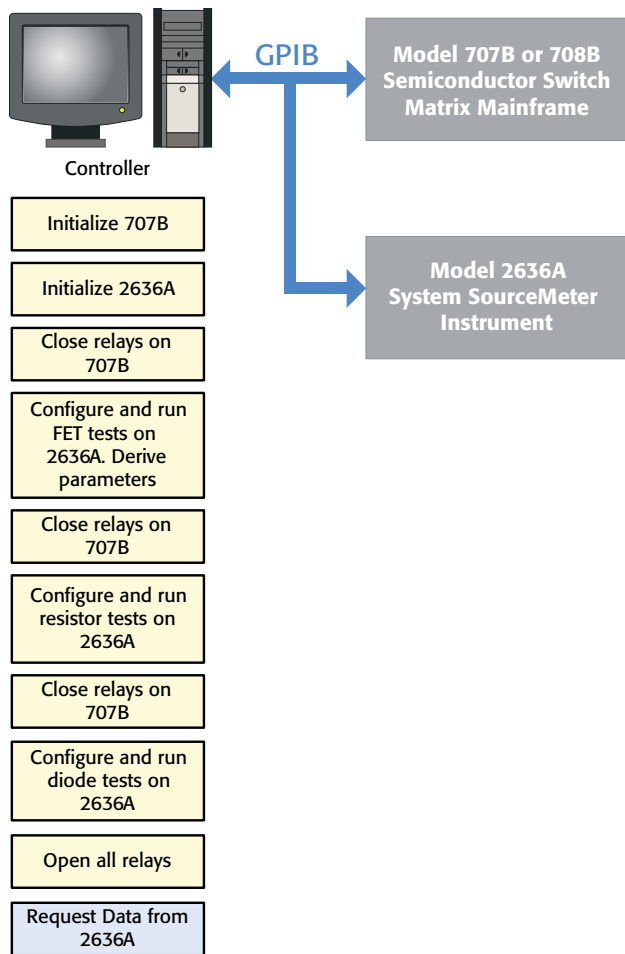 GPIB
Model 707B or 708B
Semiconductor Switch
Matrix Mainframe
Controller
Model 2636A
System SourceMeter
Instrument
Initialize 707B
Initialize 2636A
Close relays on
707B
Configure and run
FET tests on
2636A. Derive
parameters
Close relays on
707B
Configure and run
resistor tests on
2636A
Close relays on
707B
Configure and run
diode tests on
2636A
Open all relays
Request Data from
2636A